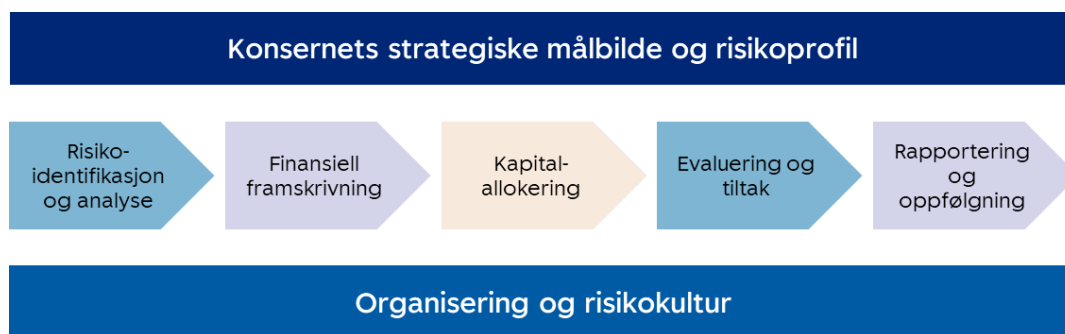 Konsernets strategiske målbilde og risikoprofil
Risiko-
identifikasjon
og analyse
Finansiell
framskrivning
Kapital-
allokering
Evaluering og
tiltak
Rapportering
og
oppfølgning
Organisering og risikokultur